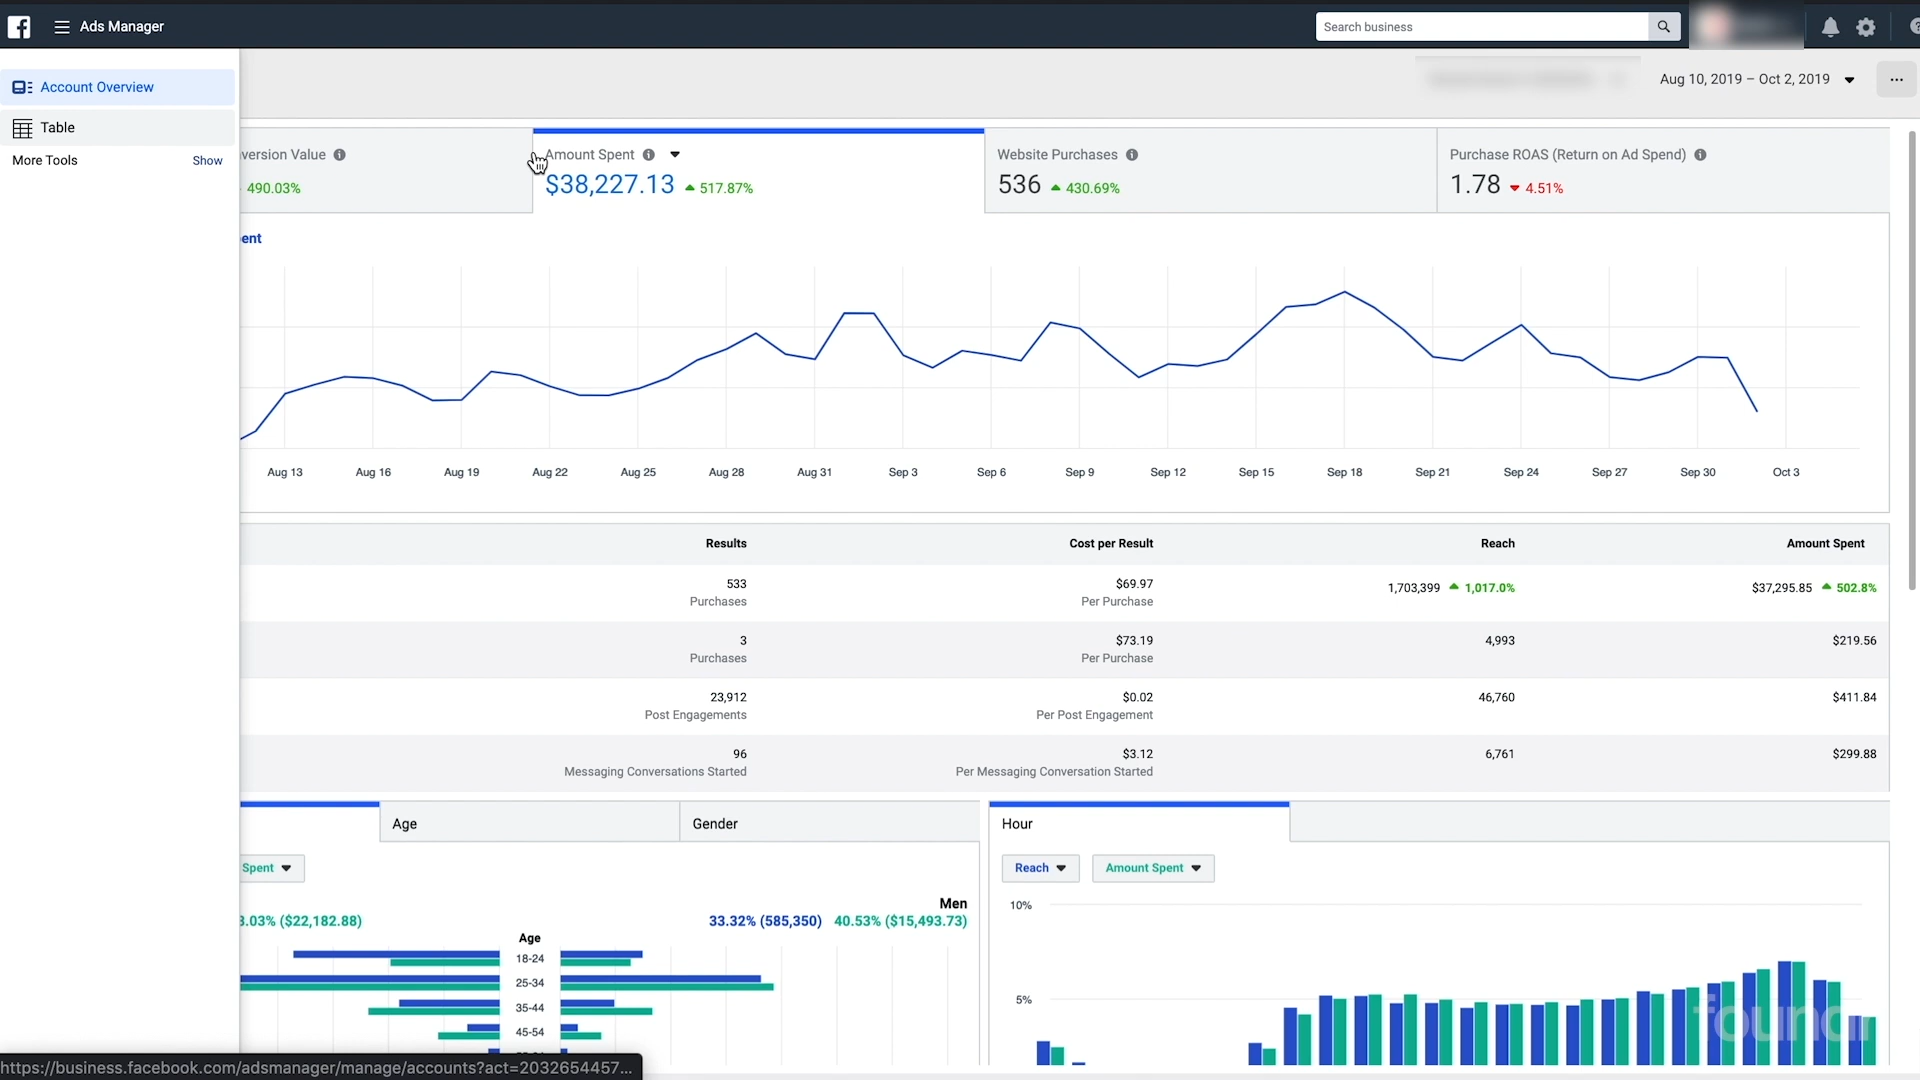 Ads Manager
Search business
Account Overview
Aug 10, 2019 – Oct 2, 2019
Table
More Tools Show
version Value
490.03%
Amount Spent
$38,227.13 517.87%
Website Purchases
536 430.69%
Purchase ROAS (Return on Ad Spend)
1.78 4.51%
ent
Aug 13 Aug 16 Aug 19 Aug 22 Aug 25 Aug 28 Aug 31 Sep 3 Sep 6 Sep 9 Sep 12 Sep 15 Sep 18 Sep 21 Sep 24 Sep 27 Sep 30 Oct 3
Results Cost per Result Reach Amount Spent
533 $69.97 1,703,399 1,017.0% $37,295.85 502.8%
Purchases Per Purchase
3 $73.19 4,993 $219.56
Purchases Per Purchase
23,912 $0.02 46,760 $411.84
Post Engagements Per Post Engagement
96 $3.12 6,761 $299.88
Messaging Conversations Started Per Messaging Conversation Started
Age Gender
Spent
Men
3.03% ($22,182.88) 33.32% (585,350) 40.53% ($15,493.73)
Age
18-24
25-34
35-44
45-54
Hour
Reach Amount Spent
10%
5%
foundr
https://business.facebook.com/adsmanager/manage/accounts?act=2032654457...